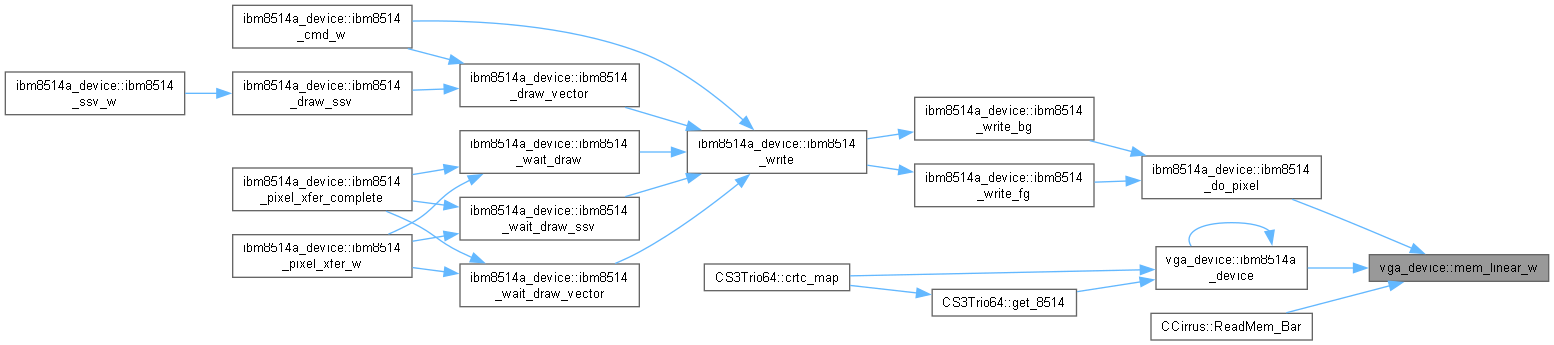 ibm8514a_device::ibm8514
_cmd_w
ibm8514a_device::ibm8514
_ssv_w
ibm8514a_device::ibm8514
_draw_ssv
ibm8514a_device::ibm8514
_draw_vector
ibm8514a_device::ibm8514
_wait_draw
ibm8514a_device::ibm8514
_pixel_xfer_complete
ibm8514a_device::ibm8514
_wait_draw_ssv
ibm8514a_device::ibm8514
_pixel_xfer_w
ibm8514a_device::ibm8514
_wait_draw_vector
ibm8514a_device::ibm8514
_write
ibm8514a_device::ibm8514
_write_bg
ibm8514a_device::ibm8514
_write_fg
ibm8514a_device::ibm8514
_do_pixel
vga_device::ibm8514a
_device
CS3Trio64::crtc_map
CS3Trio64::get_8514
CCirrus::ReadMem_Bar
vga_device::mem_linear_w